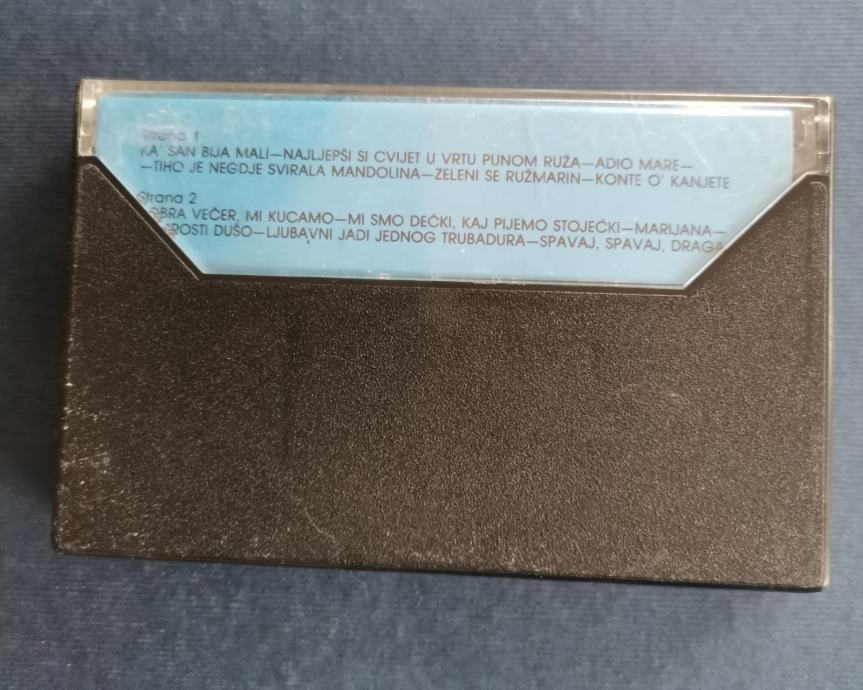 Strana 1
KA' SAN BIJA MALI—NAJLJEPŠI SI CVIJET U VRTU PUNOM RUŽA—ADIO MARE—
—TIHO JE NEGDJE SVIRALA MANDOLINA—ZELENI SE RUŽMARIN—KONTE O' KANJETE
Strana 2
OBRA VEČER, MI KUCAMO—MI SMO DEČKI, KAJ PIJEMO STOJEČKI—MARIJANA—
ROSTI DUŠO—LJUBAVNI JADI JEDNOG TRUBADURA—SPAVAJ, SPAVAJ, DRAGA